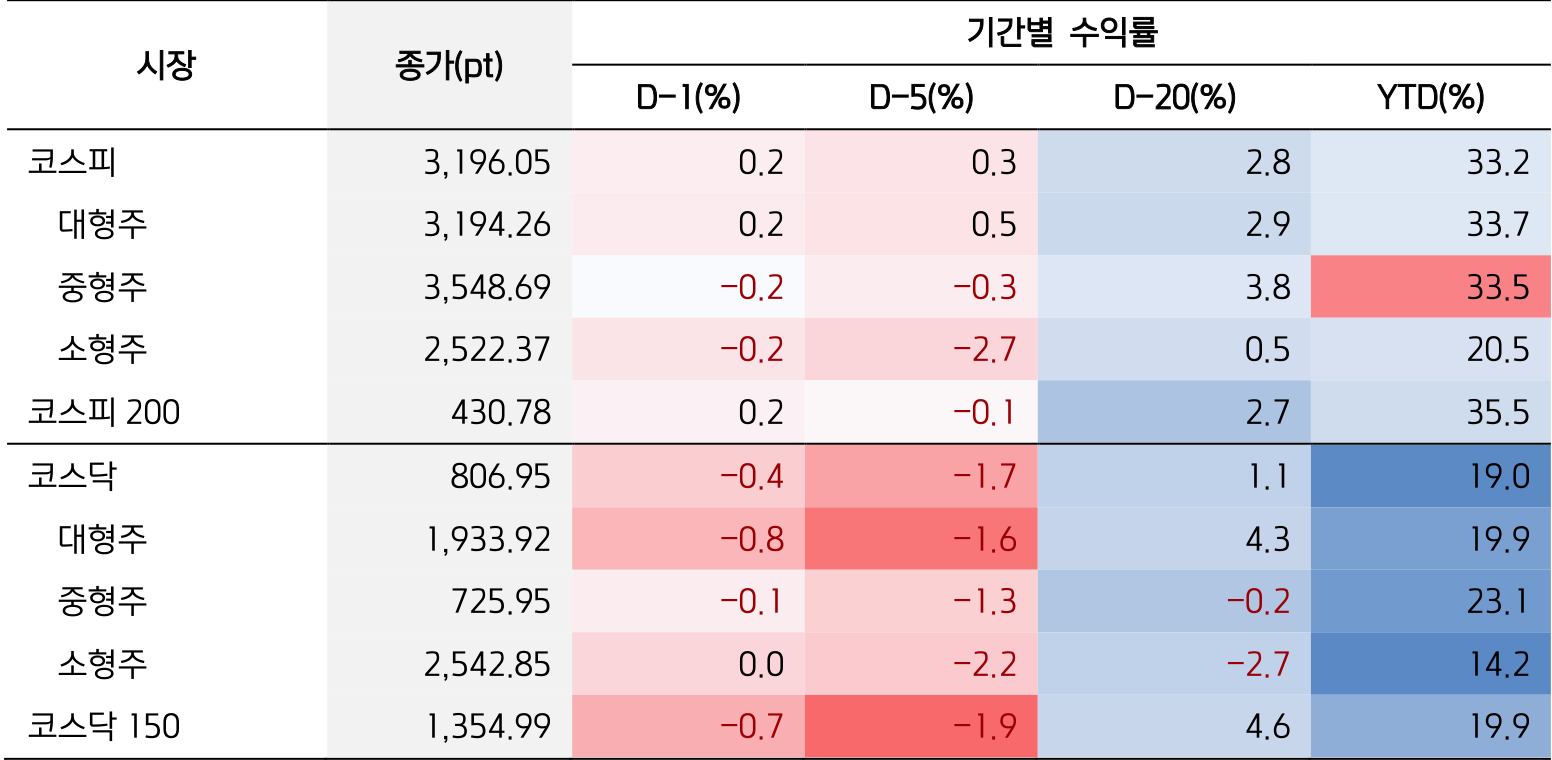 시장 종가(pt) 기간별 수익률
D-1(%) D-5(%) D-20(%) YTD(%)
코스피 3,196.05 0.2 0.3 2.8 33.2
대형주 3,194.26 0.2 0.5 2.9 33.7
중형주 3,548.69 -0.2 -0.3 3.8 33.5
소형주 2,522.37 -0.2 -2.7 0.5 20.5
코스피 200 430.78 0.2 -0.1 2.7 35.5
코스닥 806.95 -0.4 -1.7 1.1 19.0
대형주 1,933.92 -0.8 -1.6 4.3 19.9
중형주 725.95 -0.1 -1.3 -0.2 23.1
소형주 2,542.85 0.0 -2.2 -2.7 14.2
코스닥 150 1,354.99 -0.7 -1.9 4.6 19.9